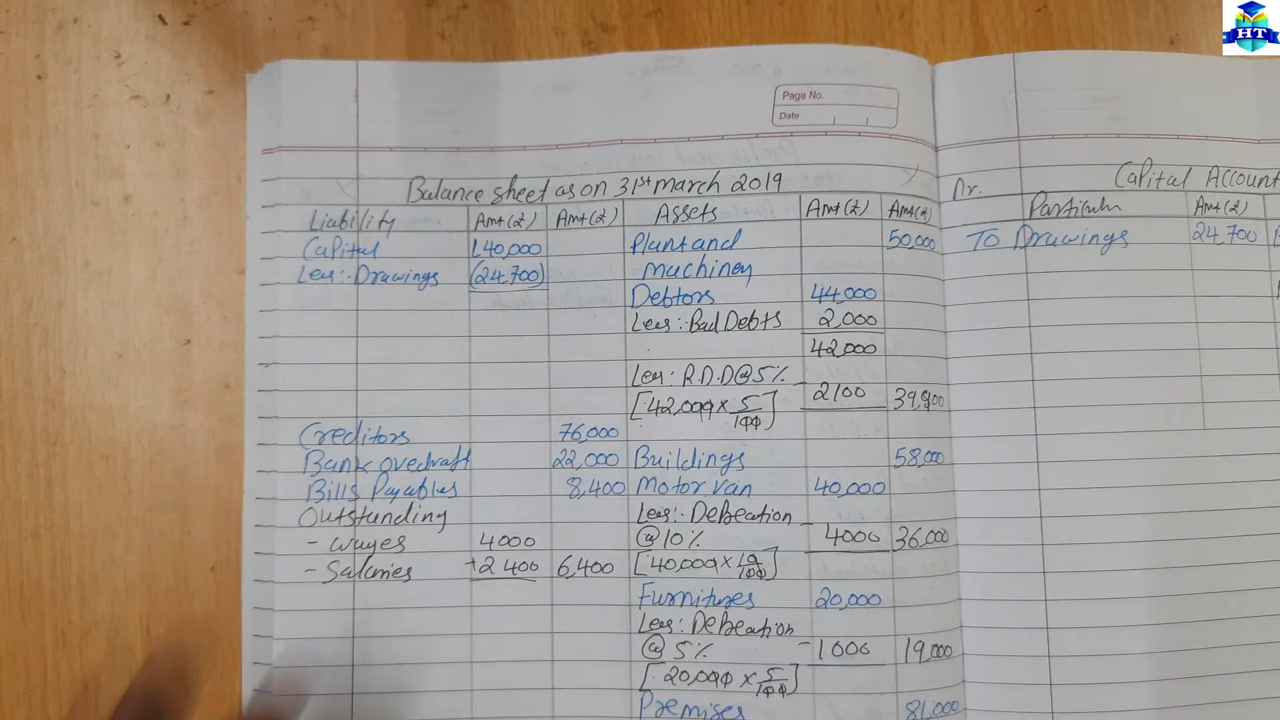 HT
Page No.
Date
Balance sheet as on 31st march 2019
Liability Amt(₹) Amt(₹) Assets Amt(₹) Amt(₹)
Capital 1,40,000 Plant and 50,000
Less:-Drawings (24,700) machinery
Debtors 44,000
Less: Bad Debts 2,000
42,000
Less: R.D.D@5% - 2100 39,900
[42,000 x 5/100]
Creditors 76,000
Bank ovedraft 22,000 Buildings 58,000
Bills Payables 8,400 Motor van 40,000
Outstanding Less:-Depreation
- wages 4000 @ 10% - 4000 36,000
- Salaries +2400 6,400 [40,000 x 10/100]
Furnitures 20,000
Less: Depreation
@ 5% - 1000 19,000
[20,000 x 5/100]
Premises 81,000
Dr. Capital Account
Particular Amt(₹)
To Drawings 24,700